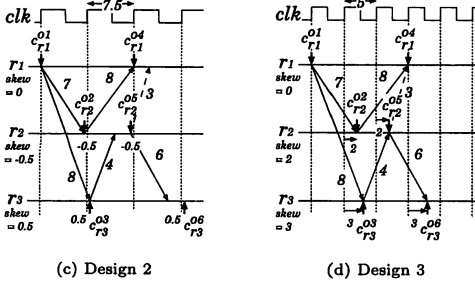 7.5
clk
c_{r1}^{o1} c_{r1}^{o4}
r1
skew = 0
7 8 3
c_{r2}^{o2} c_{r2}^{o5}
r2
skew = -0.5
-0.5 -0.5
8 4 6
r3
skew = 0.5
0.5 c_{r3}^{o3} 0.5 c_{r3}^{o6}
(c) Design 2
5
clk
c_{r1}^{o1} c_{r1}^{o4}
r1
skew = 0
7 8 3
c_{r2}^{o2} c_{r2}^{o5}
r2
skew = 2
2 2
8 4 6
r3
skew = 3
3 c_{r3}^{o3} 3 c_{r3}^{o6}
(d) Design 3